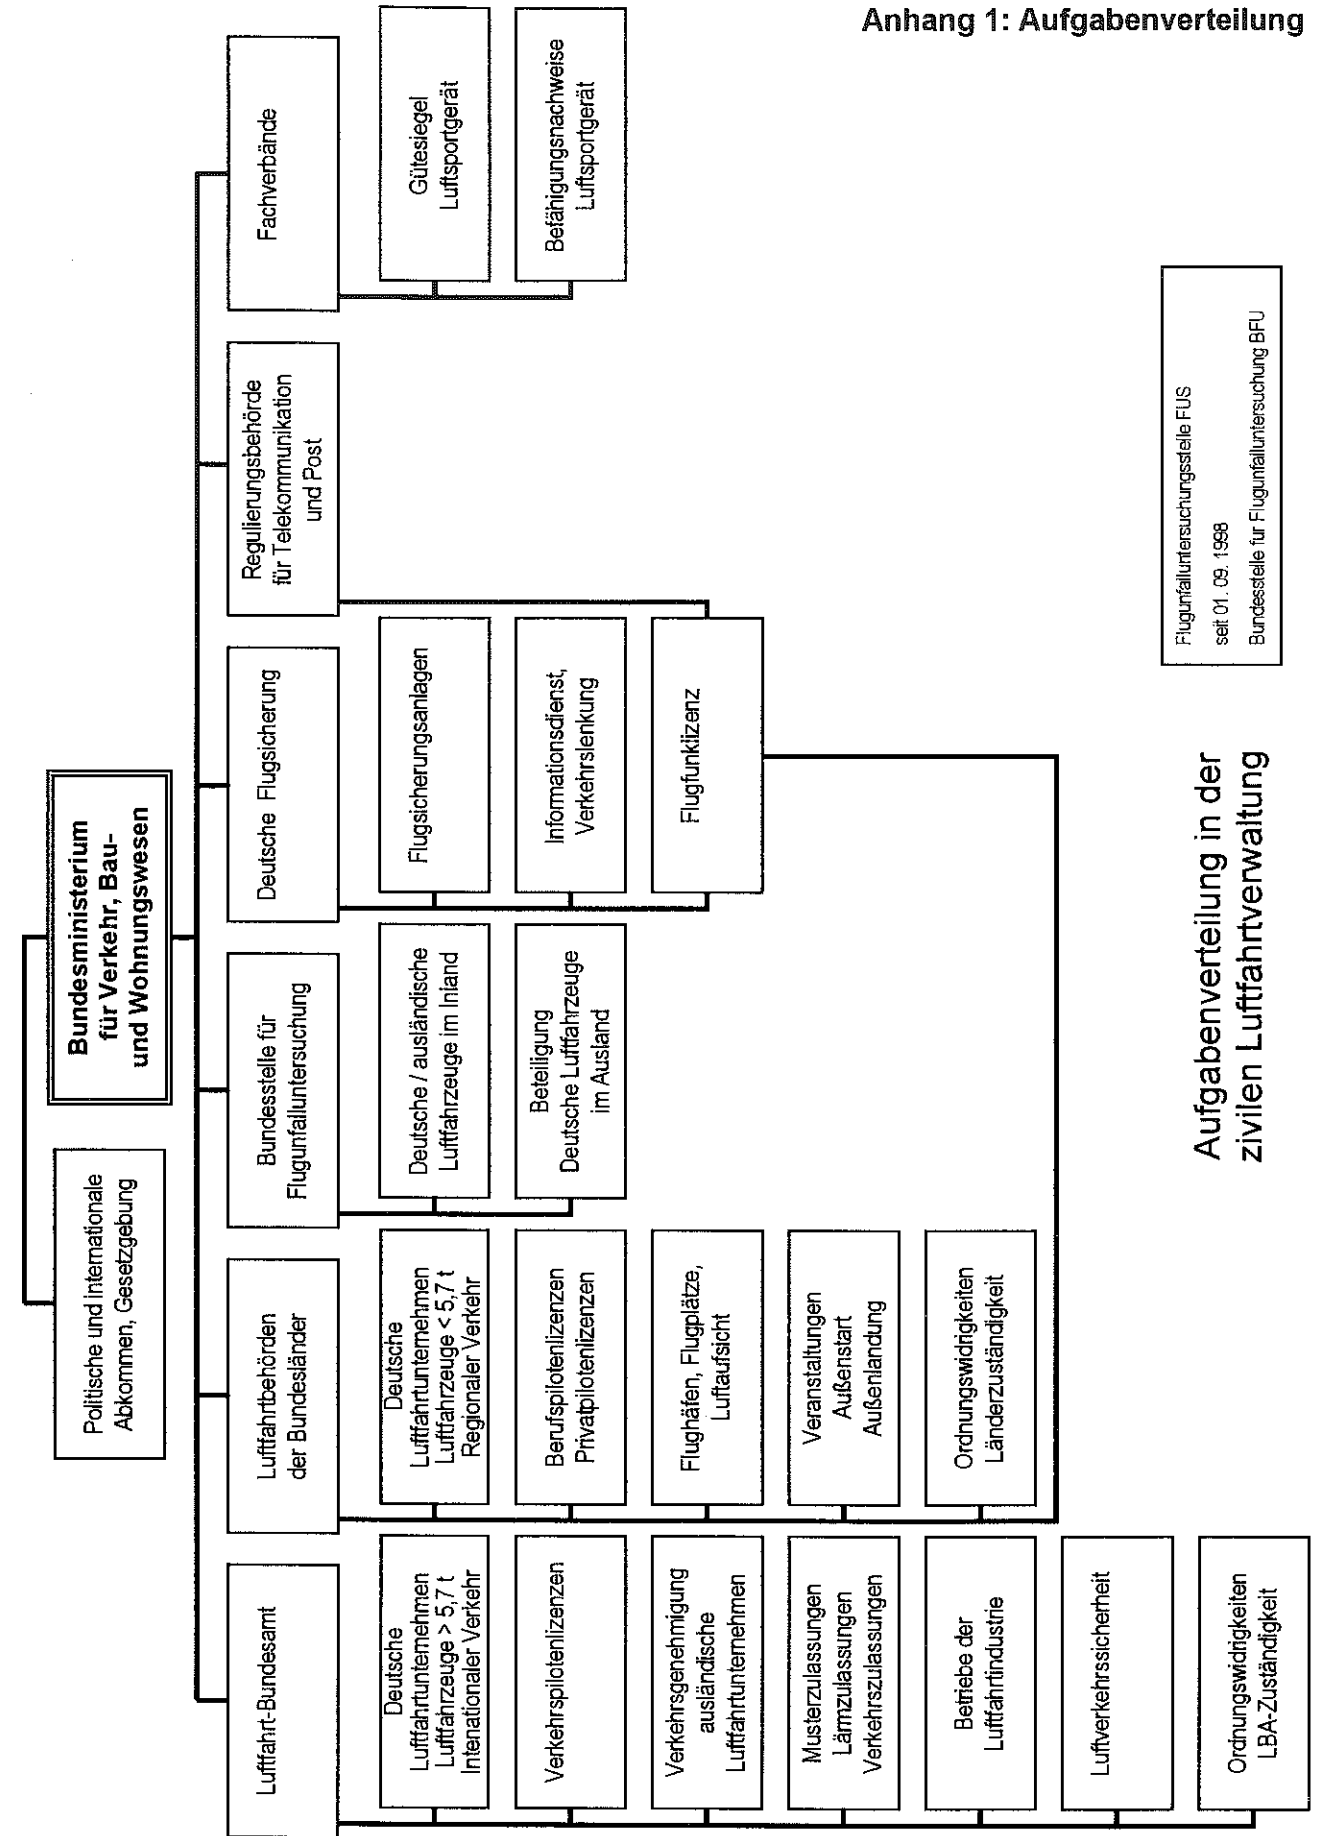 Anhang 1: Aufgabenverteilung
Politische und internationale
Abkommen, Gesetzgebung
Bundesministerium
für Verkehr, Bau-
und Wohnungswesen
Luftfahrt-Bundesamt
Deutsche
Luftfahrtunternehmen
Luftfahrzeuge > 5,7 t
Intenationaler Verkehr
Verkehrspilotenlizenzen
Verkehrsgenehmigung
ausländische
Luftfahrtunternehmen
Musterzulassungen
Lärmzulassungen
Verkehrszulassungen
Betriebe der
Luftfahrtindustrie
Luftverkehrssicherheit
Ordnungswidrigkeiten
LBA-Zuständigkeit
Luftfahrtbehörden
der Bundesländer
Deutsche
Luftfahrtunternehmen
Luftfahrzeuge < 5,7 t
Regionaler Verkehr
Berufspilotenlizenzen
Privatpilotenlizenzen
Flughäfen, Flugplätze,
Luftaufsicht
Veranstaltungen
Außenstart
Außenlandung
Ordnungswidrigkeiten
Länderzuständigkeit
Bundesstelle für
Flugunfalluntersuchung
Deutsche / ausländische
Luftfahrzeuge im Inland
Beteiligung
Deutsche Luftfahrzeuge
im Ausland
Deutsche Flugsicherung
Flugsicherungsanlagen
Informationsdienst,
Verkehrslenkung
Flugfunklizenz
Regulierungsbehörde
für Telekommunikation
und Post
Fachverbände
Gütesiegel
Luftsportgerät
Befähigungsnachweise
Luftsportgerät
Aufgabenverteilung in der
zivilen Luftfahrtverwaltung
Flugunfalluntersuchungsstelle FUS
seit 01. 09. 1998
Bundesstelle für Flugunfalluntersuchung BFU